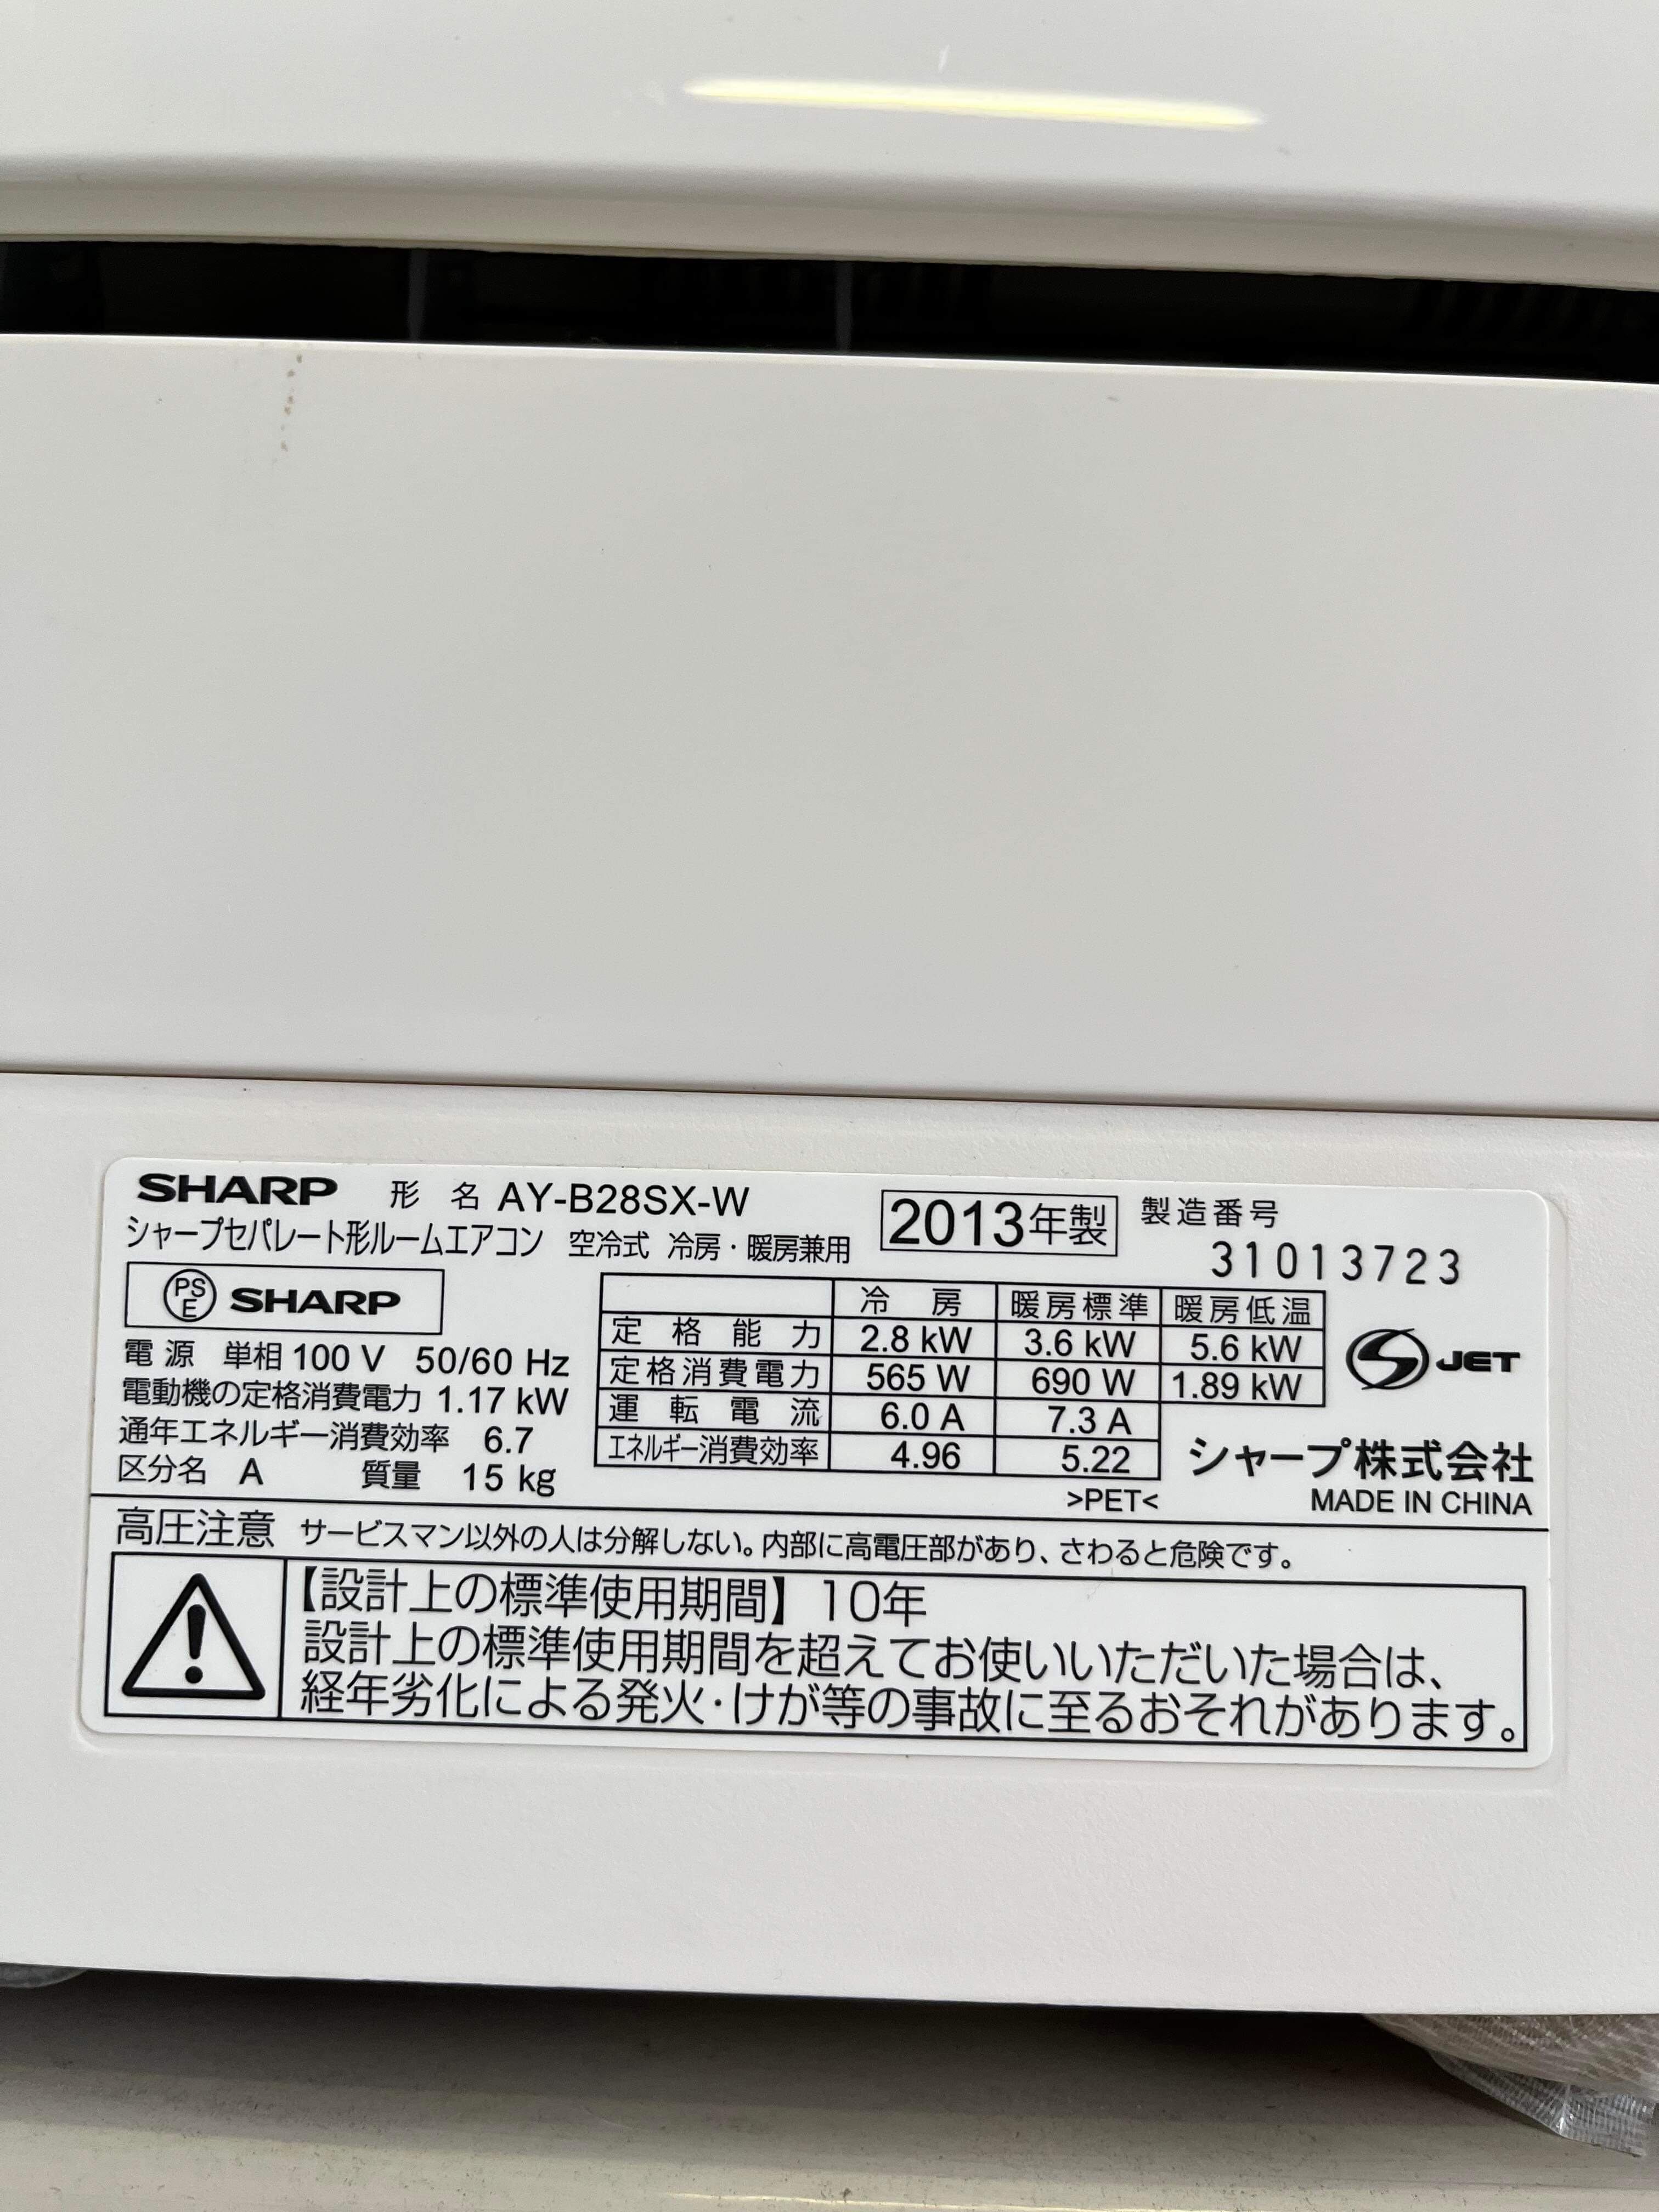 SHARP 形名 AY-B28SX-W 2013年製 製造番号
シャープセパレート形ルームエアコン 空冷式 冷房・暖房兼用 31013723
PSE SHARP
電源 単相 100 V 50/60 Hz
電動機の定格消費電力 1.17 kW
通年エネルギー消費効率 6.7
区分名 A 質量 15 kg
冷房 暖房標準 暖房低温
定格能力 2.8 kW 3.6 kW 5.6 kW
定格消費電力 565 W 690 W 1.89 kW
運転電流 6.0 A 7.3 A
エネルギー消費効率 4.96 5.22
>PET<
JET
シャープ株式会社
MADE IN CHINA
高圧注意 サービスマン以外の人は分解しない。内部に高電圧部があり、さわると危険です。
【設計上の標準使用期間】10年
設計上の標準使用期間を超えてお使いいただいた場合は、
経年劣化による発火・けが等の事故に至るおそれがあります。